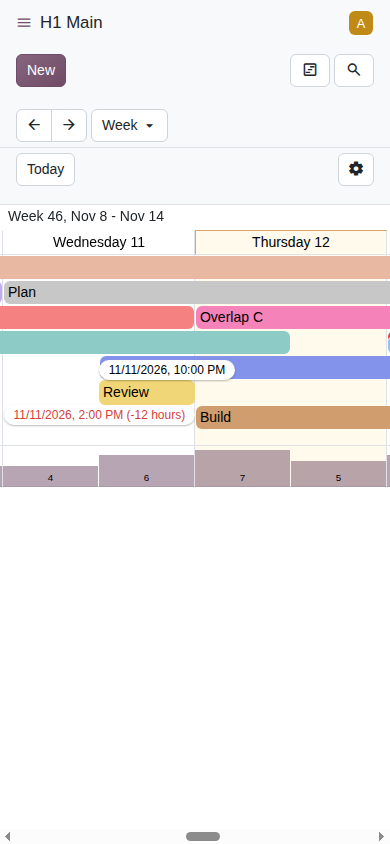 H1 Main
A
New
Week
Today
Week 46, Nov 8 - Nov 14
Wednesday 11
Thursday 12
Plan
Overlap C
11/11/2026, 10:00 PM
Review
11/11/2026, 2:00 PM (-12 hours)
Build
4
6
7
5